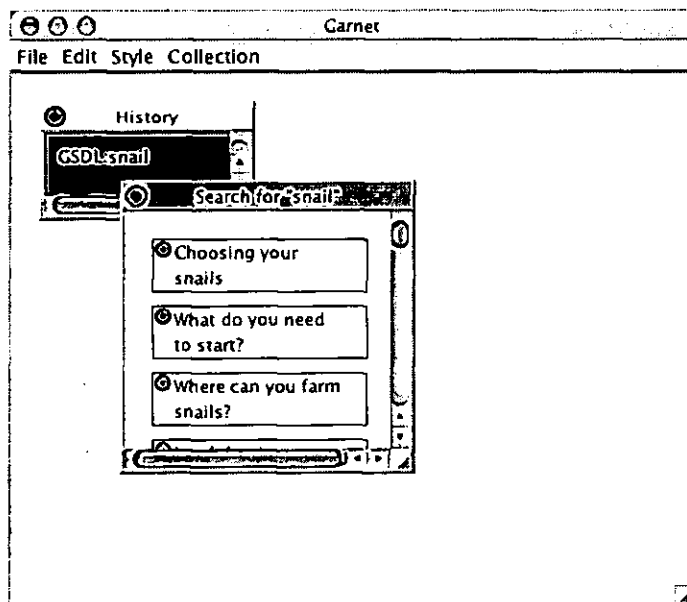 Garnet
File Edit Style Collection
History
GSDL:snail
Search for "snail"
Choosing your
snails
What do you need
to start?
Where can you farm
snails?